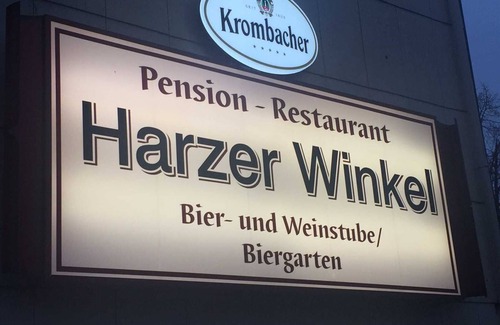 Krombacher
Pension - Restaurant
Harzer Winkel
Bier- und Weinstube/
Biergarten